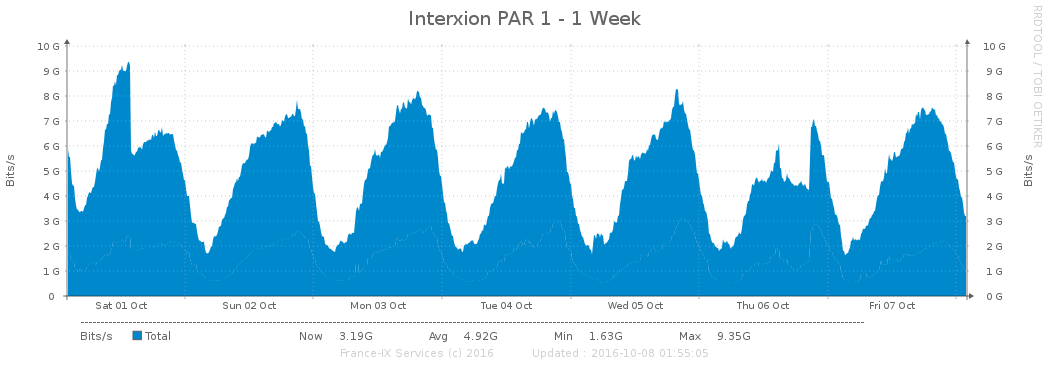 Interxion PAR 1 - 1 Week
RRDTOOL / TOBI OETIKER
Bits/s
Bits/s
10 G 10 G
9 G 9 G
8 G 8 G
7 G 7 G
6 G 6 G
5 G 5 G
4 G 4 G
3 G 3 G
2 G 2 G
1 G 1 G
0 0 G
Sat 01 Oct Sun 02 Oct Mon 03 Oct Tue 04 Oct Wed 05 Oct Thu 06 Oct Fri 07 Oct
Bits/s Total Now 3.19G Avg 4.92G Min 1.63G Max 9.35G
France-IX Services (c) 2016 Updated : 2016-10-08 01:55:05